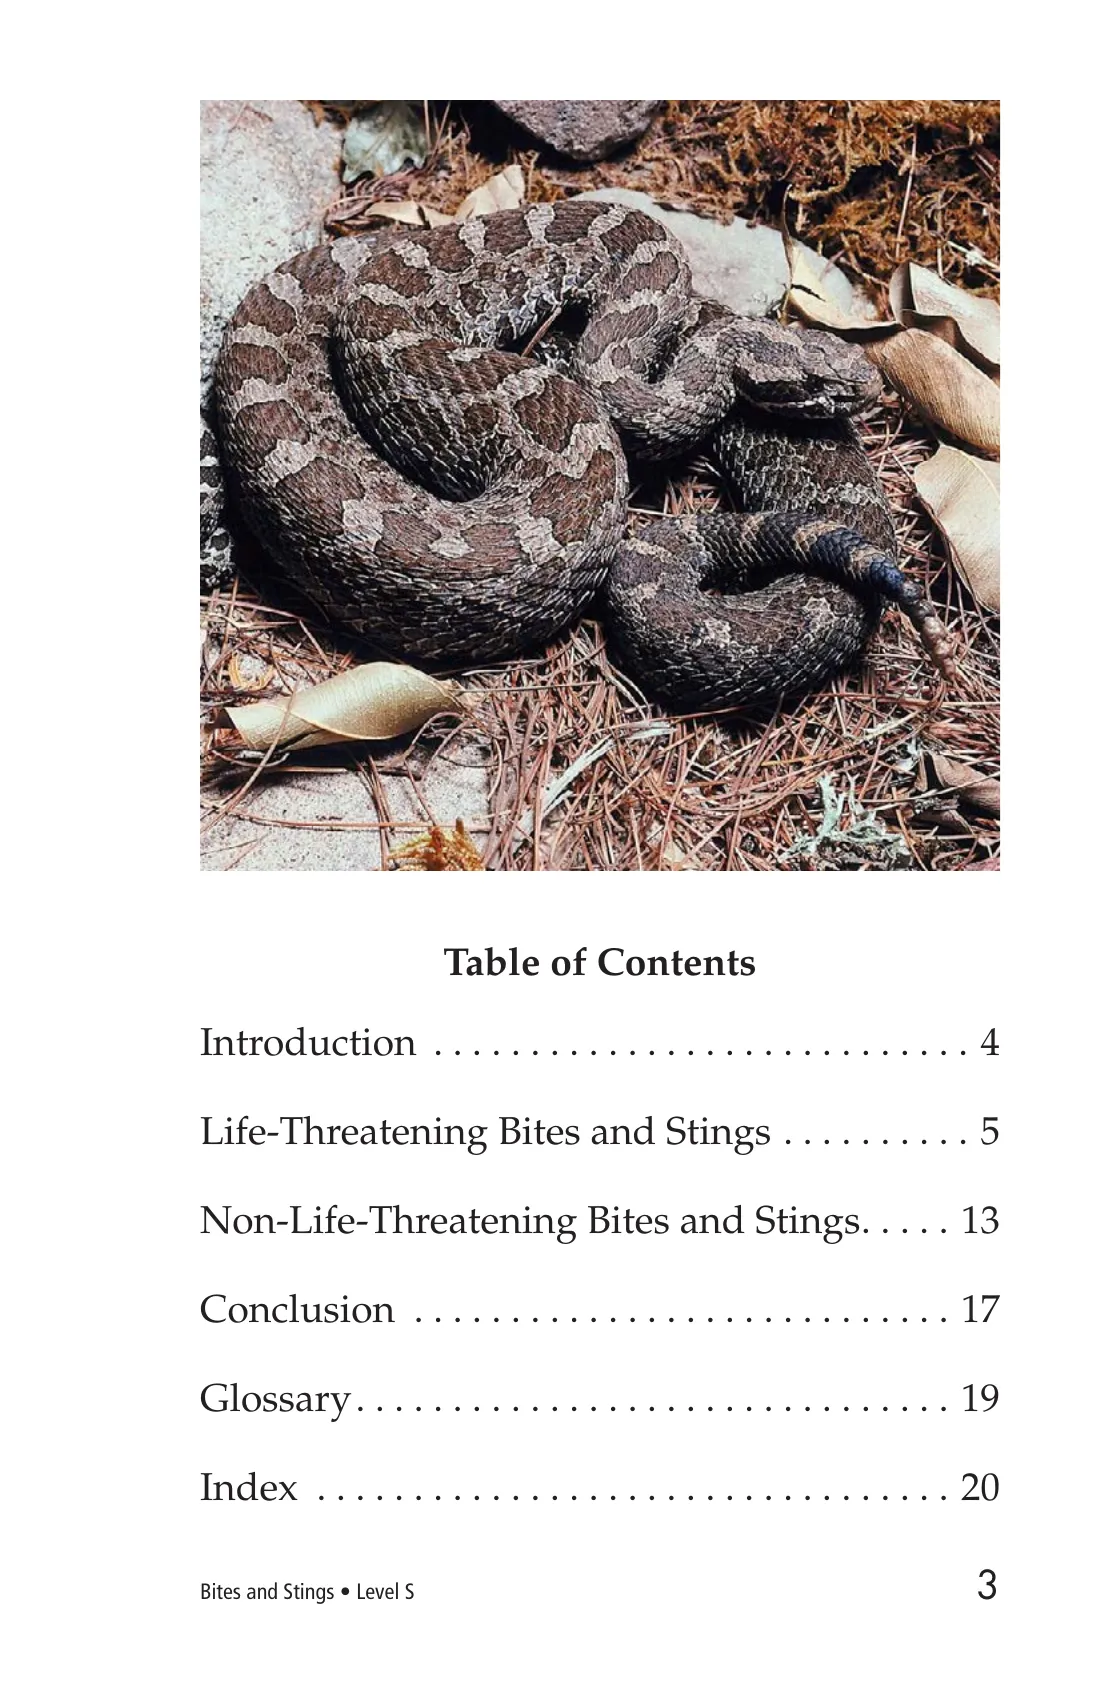 Table of Contents
Introduction . . . . . . . . . . . . . . . . . . . . . . . . . . . . 4
Life-Threatening Bites and Stings . . . . . . . . . . 5
Non-Life-Threatening Bites and Stings. . . . . 13
Conclusion . . . . . . . . . . . . . . . . . . . . . . . . . . . . 17
Glossary . . . . . . . . . . . . . . . . . . . . . . . . . . . . . . . 19
Index . . . . . . . . . . . . . . . . . . . . . . . . . . . . . . . . . 20
Bites and Stings • Level S 3